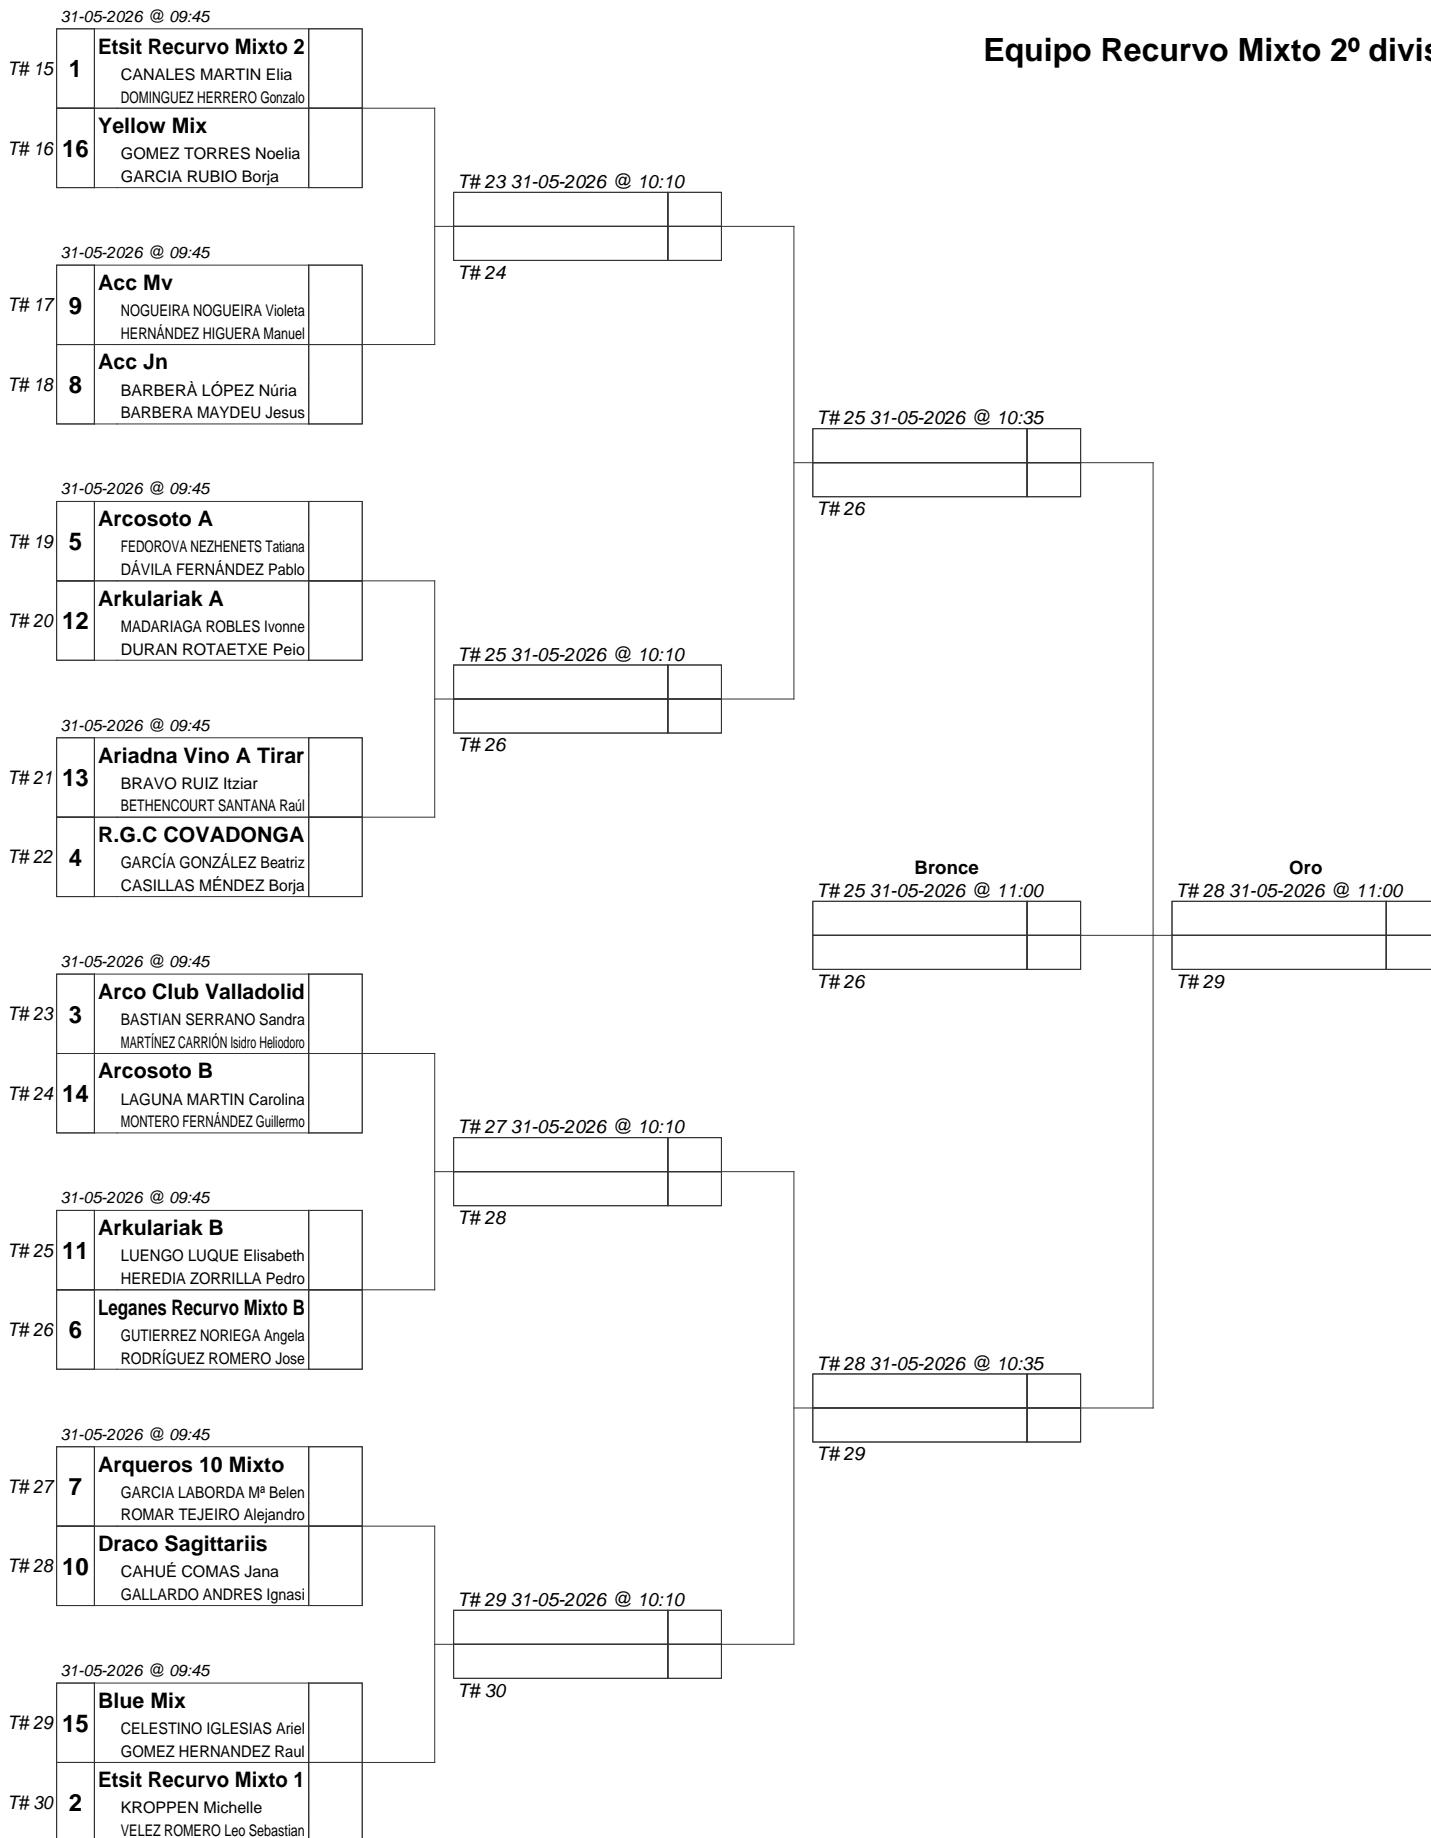 Equipo Recurvo Mixto 2º divis
31-05-2026 @ 09:45
T# 15 1 Etsit Recurvo Mixto 2
CANALES MARTIN Elia
DOMINGUEZ HERRERO Gonzalo
T# 16 16 Yellow Mix
GOMEZ TORRES Noelia
GARCIA RUBIO Borja
31-05-2026 @ 09:45
T# 17 9 Acc Mv
NOGUEIRA NOGUEIRA Violeta
HERNÁNDEZ HIGUERA Manuel
T# 18 8 Acc Jn
BARBERÀ LÓPEZ Núria
BARBERA MAYDEU Jesus
31-05-2026 @ 09:45
T# 19 5 Arcosoto A
FEDOROVA NEZHENETS Tatiana
DÁVILA FERNÁNDEZ Pablo
T# 20 12 Arkulariak A
MADARIAGA ROBLES Ivonne
DURAN ROTAETXE Peio
31-05-2026 @ 09:45
T# 21 13 Ariadna Vino A Tirar
BRAVO RUIZ Itziar
BETHENCOURT SANTANA Raúl
T# 22 4 R.G.C COVADONGA
GARCÍA GONZÁLEZ Beatriz
CASILLAS MÉNDEZ Borja
31-05-2026 @ 09:45
T# 23 3 Arco Club Valladolid
BASTIAN SERRANO Sandra
MARTÍNEZ CARRIÓN Isidro Heliodoro
T# 24 14 Arcosoto B
LAGUNA MARTIN Carolina
MONTERO FERNÁNDEZ Guillermo
31-05-2026 @ 09:45
T# 25 11 Arkulariak B
LUENGO LUQUE Elisabeth
HEREDIA ZORRILLA Pedro
T# 26 6 Leganes Recurvo Mixto B
GUTIERREZ NORIEGA Angela
RODRÍGUEZ ROMERO Jose
31-05-2026 @ 09:45
T# 27 7 Arqueros 10 Mixto
GARCIA LABORDA Mª Belen
ROMAR TEJEIRO Alejandro
T# 28 10 Draco Sagittariis
CAHUÉ COMAS Jana
GALLARDO ANDRES Ignasi
31-05-2026 @ 09:45
T# 29 15 Blue Mix
CELESTINO IGLESIAS Ariel
GOMEZ HERNANDEZ Raul
T# 30 2 Etsit Recurvo Mixto 1
KROPPEN Michelle
VELEZ ROMERO Leo Sebastian
T# 23 31-05-2026 @ 10:10
T# 24
T# 25 31-05-2026 @ 10:10
T# 26
T# 27 31-05-2026 @ 10:10
T# 28
T# 29 31-05-2026 @ 10:10
T# 30
T# 25 31-05-2026 @ 10:35
T# 26
Bronce
T# 25 31-05-2026 @ 11:00
T# 26
T# 28 31-05-2026 @ 10:35
T# 29
Oro
T# 28 31-05-2026 @ 11:00
T# 29